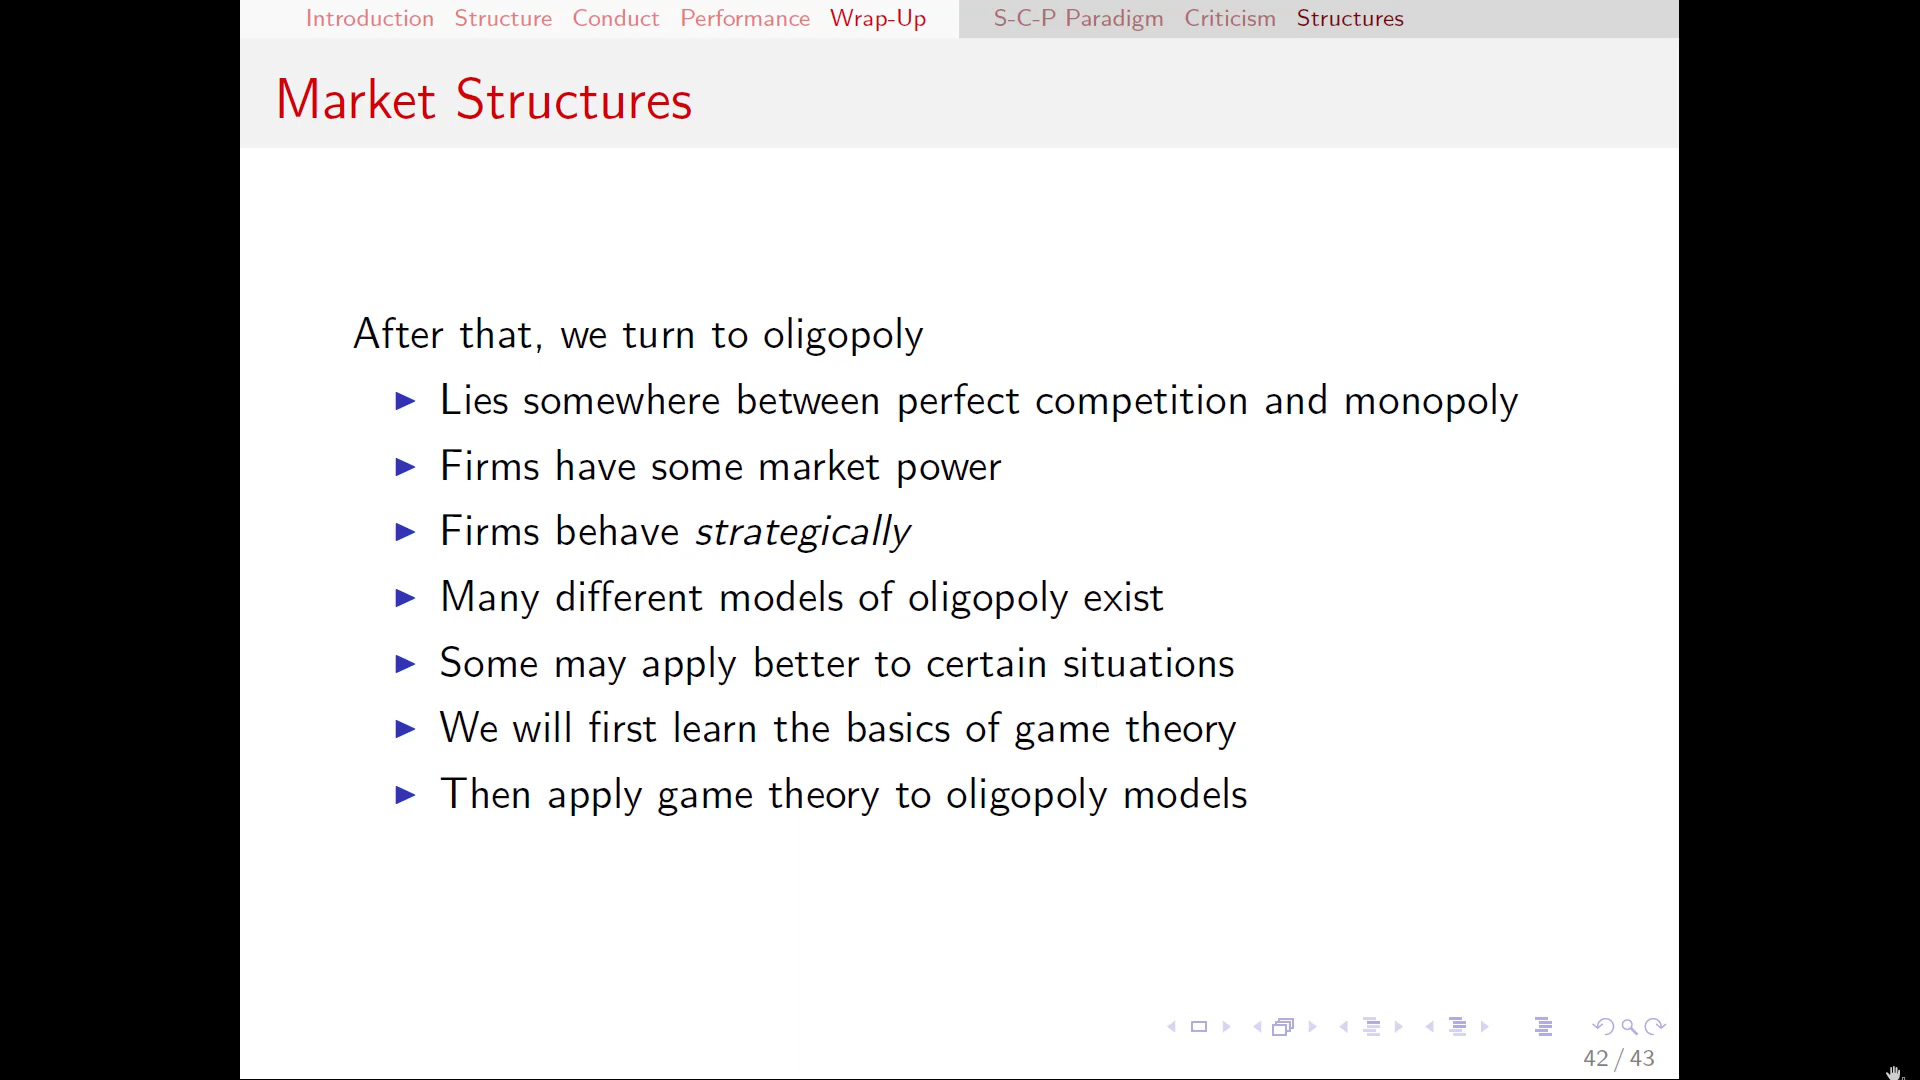 Introduction Structure Conduct Performance Wrap-Up S-C-P Paradigm Criticism Structures
Market Structures
After that, we turn to oligopoly
Lies somewhere between perfect competition and monopoly
Firms have some market power
Firms behave strategically
Many different models of oligopoly exist
Some may apply better to certain situations
We will first learn the basics of game theory
Then apply game theory to oligopoly models
42 / 43